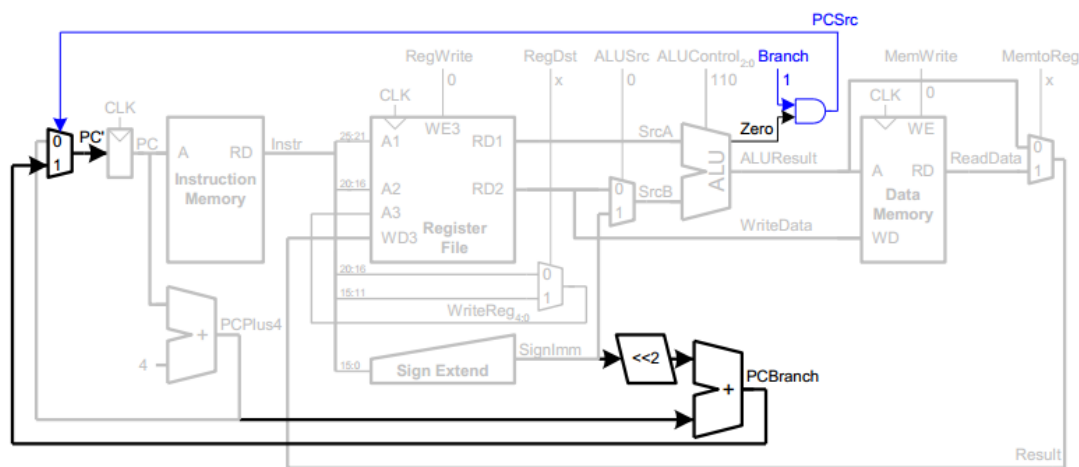 PCSrc
RegWrite RegDst ALUSrc ALUControl2:0 Branch MemWrite MemtoReg
0 x 0 110 1 0 x
CLK CLK CLK
0 PC' PC A RD Instr 25:21 A1 WE3 RD1 SrcA Zero WE 0 ReadData
1 Instruction Memory 20:16 A2 RD2 0 SrcB ALU ALUResult A RD 1
A3 1 Data Memory
WD3 Register File WriteData WD
20:16 0
15:11 1
WriteReg4:0
PCPlus4
+
4 SignImm
15:0 Sign Extend <<2 PCBranch
+
Result